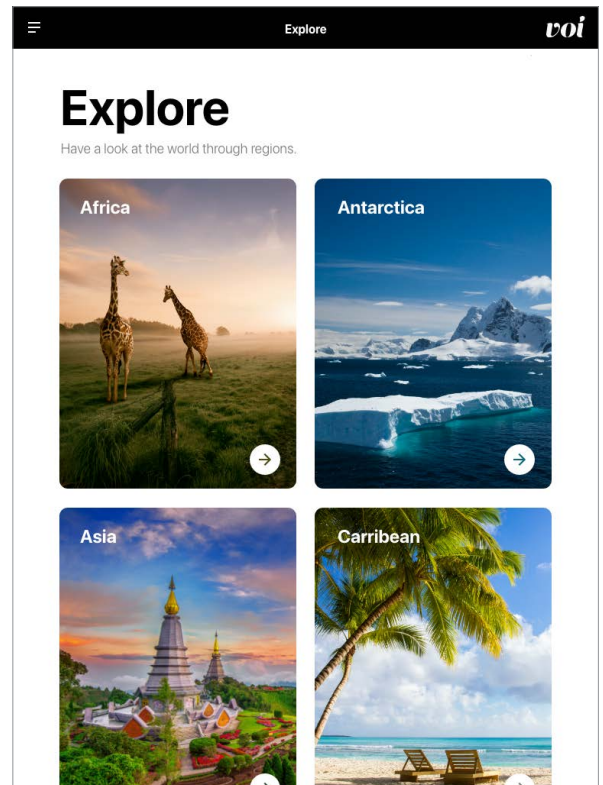 Explore
voi
Explore
Have a look at the world through regions.
Africa
Antarctica
Asia
Carribean